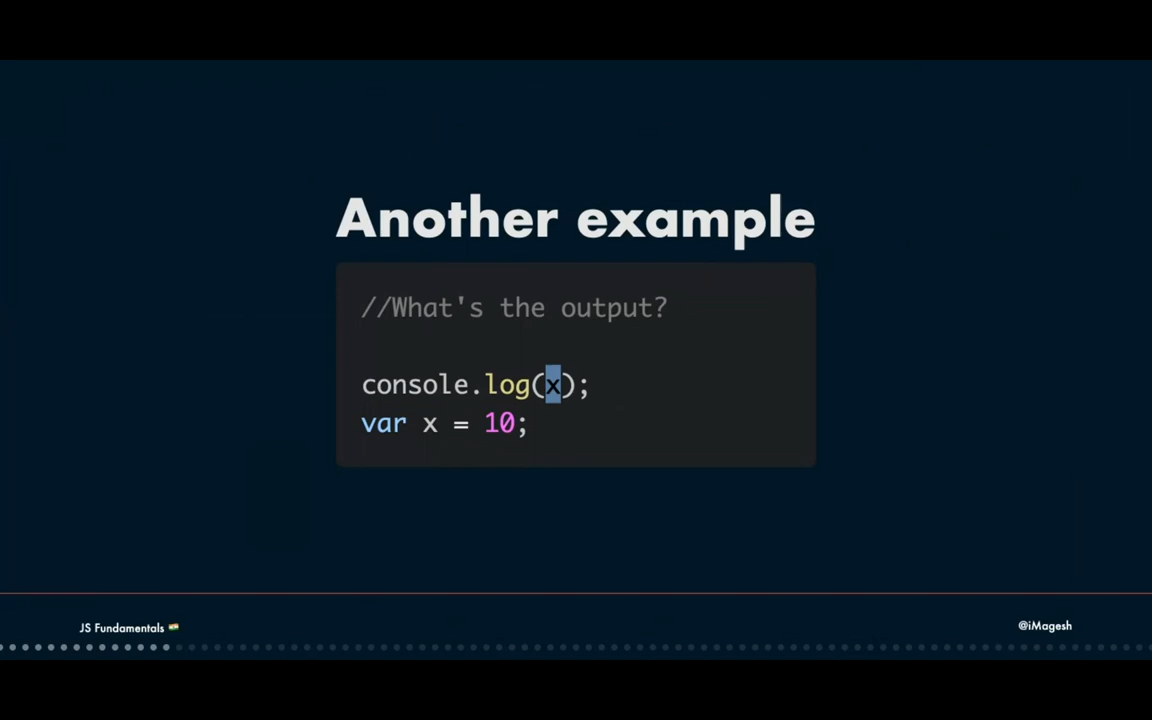 Another example
//What's the output?
console.log(x);
var x = 10;
JS Fundamentals 🇮🇳
@iMagesh